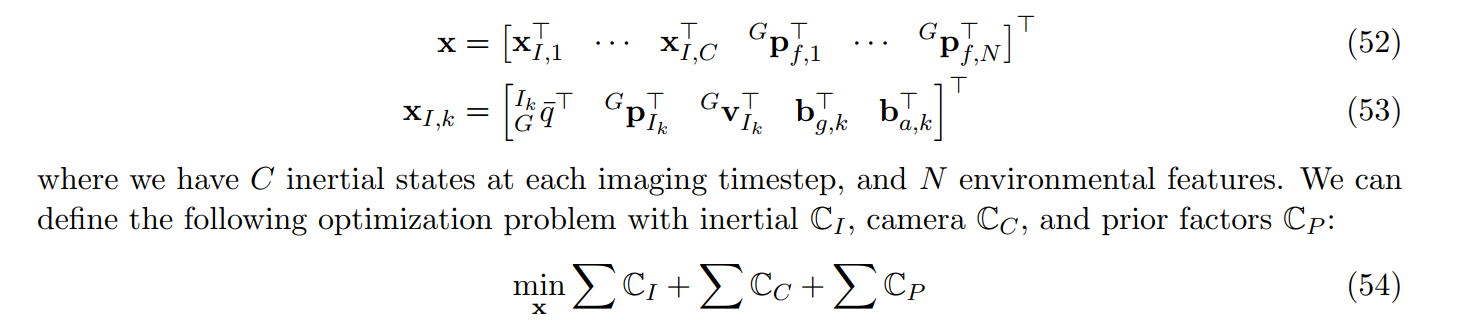 x = [x_{I,1}^⊤ ⋯ x_{I,C}^⊤ ^G p_{f,1}^⊤ ⋯ ^G p_{f,N}^⊤]^⊤ (52)
x_{I,k} = [^{I_k}_G q̄^⊤ ^G p_{I_k}^⊤ ^G v_{I_k}^⊤ b_{g,k}^⊤ b_{a,k}^⊤]^⊤ (53)
where we have C inertial states at each imaging timestep, and N environmental features. We can
define the following optimization problem with inertial ℂ_I, camera ℂ_C, and prior factors ℂ_P:
min_x ∑ ℂ_I + ∑ ℂ_C + ∑ ℂ_P (54)